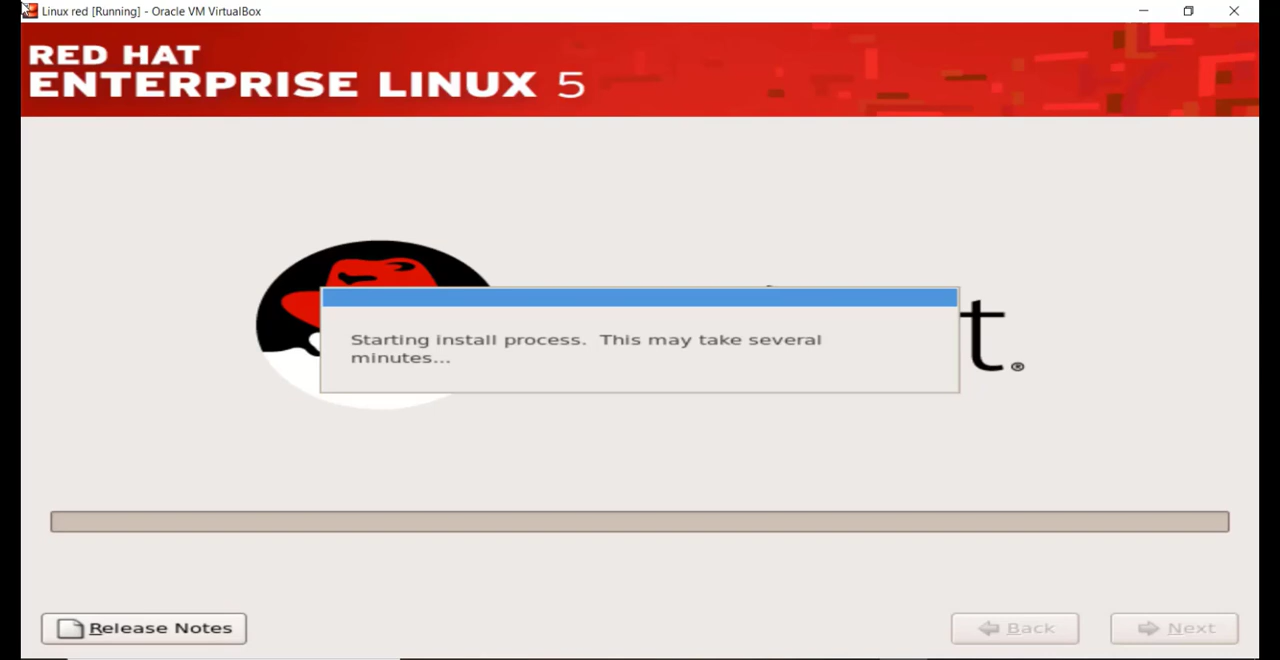 Linux red [Running] - Oracle VM VirtualBox
RED HAT
ENTERPRISE LINUX 5
Starting install process. This may take several
minutes...
t.®
Release Notes
Back
Next